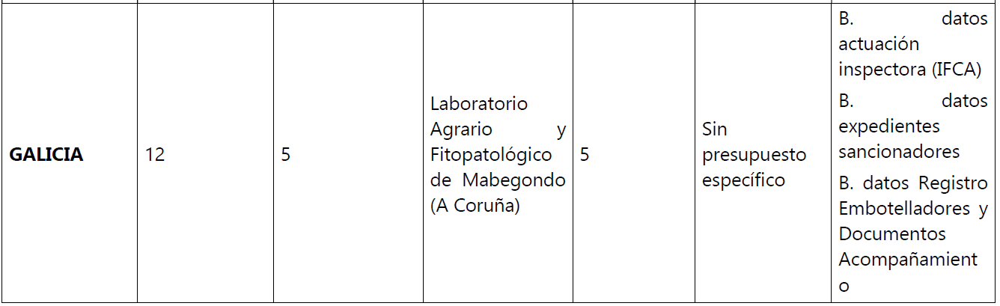 GALICIA
12
5
Laboratorio
Agrario y
Fitopatológico
de Mabegondo
(A Coruña)
5
Sin
presupuesto
específico
B. datos
actuación
inspectora (IFCA)
B. datos
expedientes
sancionadores
B. datos Registro
Embotelladores y
Documentos
Acompañamient
o